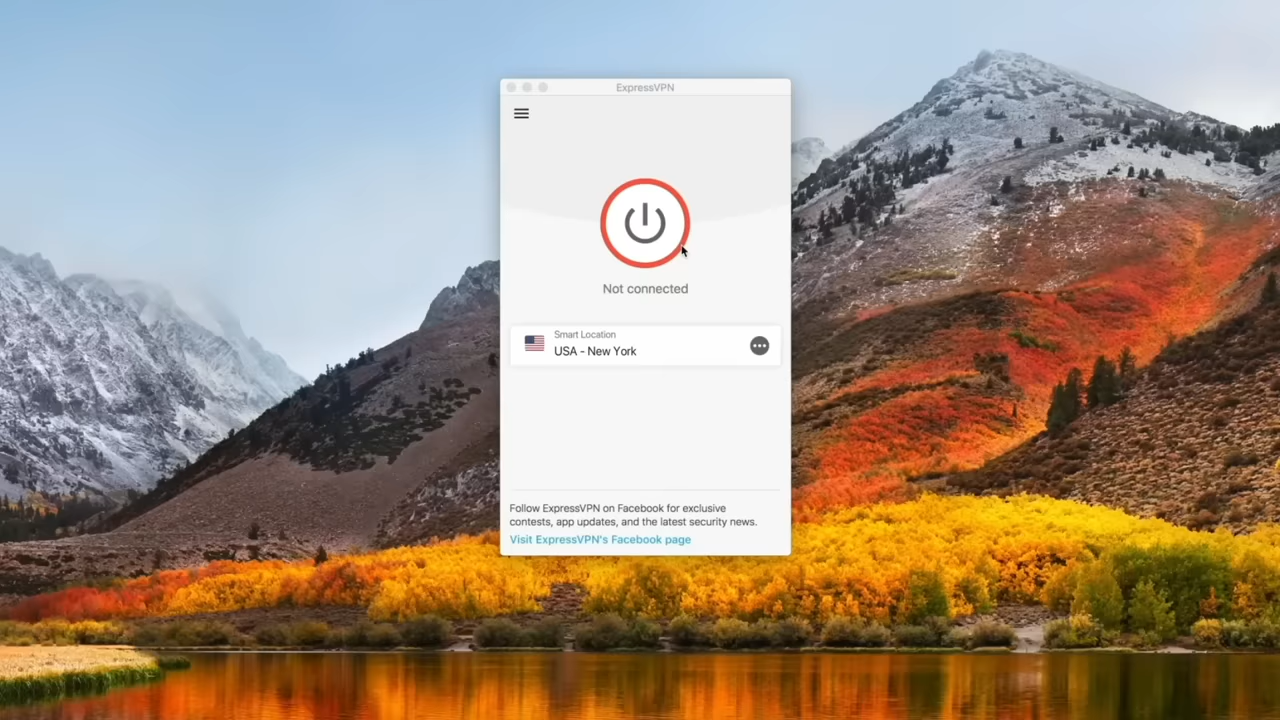 ExpressVPN
Not connected
Smart Location
USA - New York
Follow ExpressVPN on Facebook for exclusive
contests, app updates, and the latest security news.
Visit ExpressVPN's Facebook page